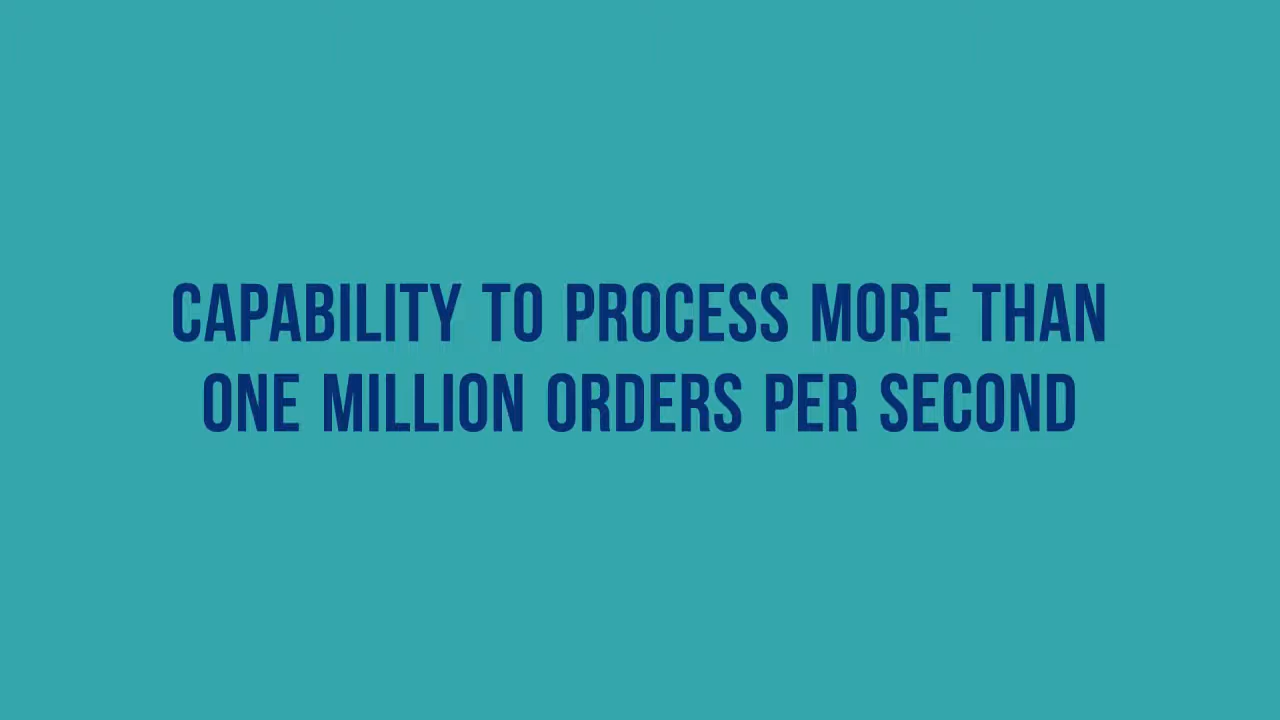 CAPABILITY TO PROCESS MORE THAN
ONE MILLION ORDERS PER SECOND